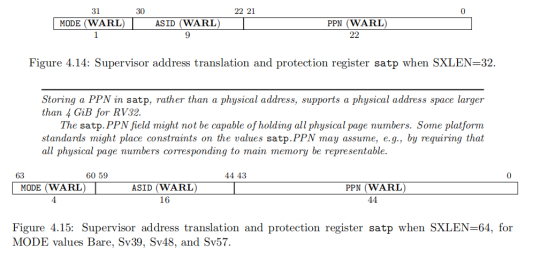 31 30 22 21 0
MODE (WARL) ASID (WARL) PPN (WARL)
1 9 22
Figure 4.14: Supervisor address translation and protection register satp when SXLEN=32.
Storing a PPN in satp, rather than a physical address, supports a physical address space larger
than 4 GiB for RV32.
The satp.PPN field might not be capable of holding all physical page numbers. Some platform
standards might place constraints on the values satp.PPN may assume, e.g., by requiring that
all physical page numbers corresponding to main memory be representable.
63 60 59 44 43 0
MODE (WARL) ASID (WARL) PPN (WARL)
4 16 44
Figure 4.15: Supervisor address translation and protection register satp when SXLEN=64, for
MODE values Bare, Sv39, Sv48, and Sv57.